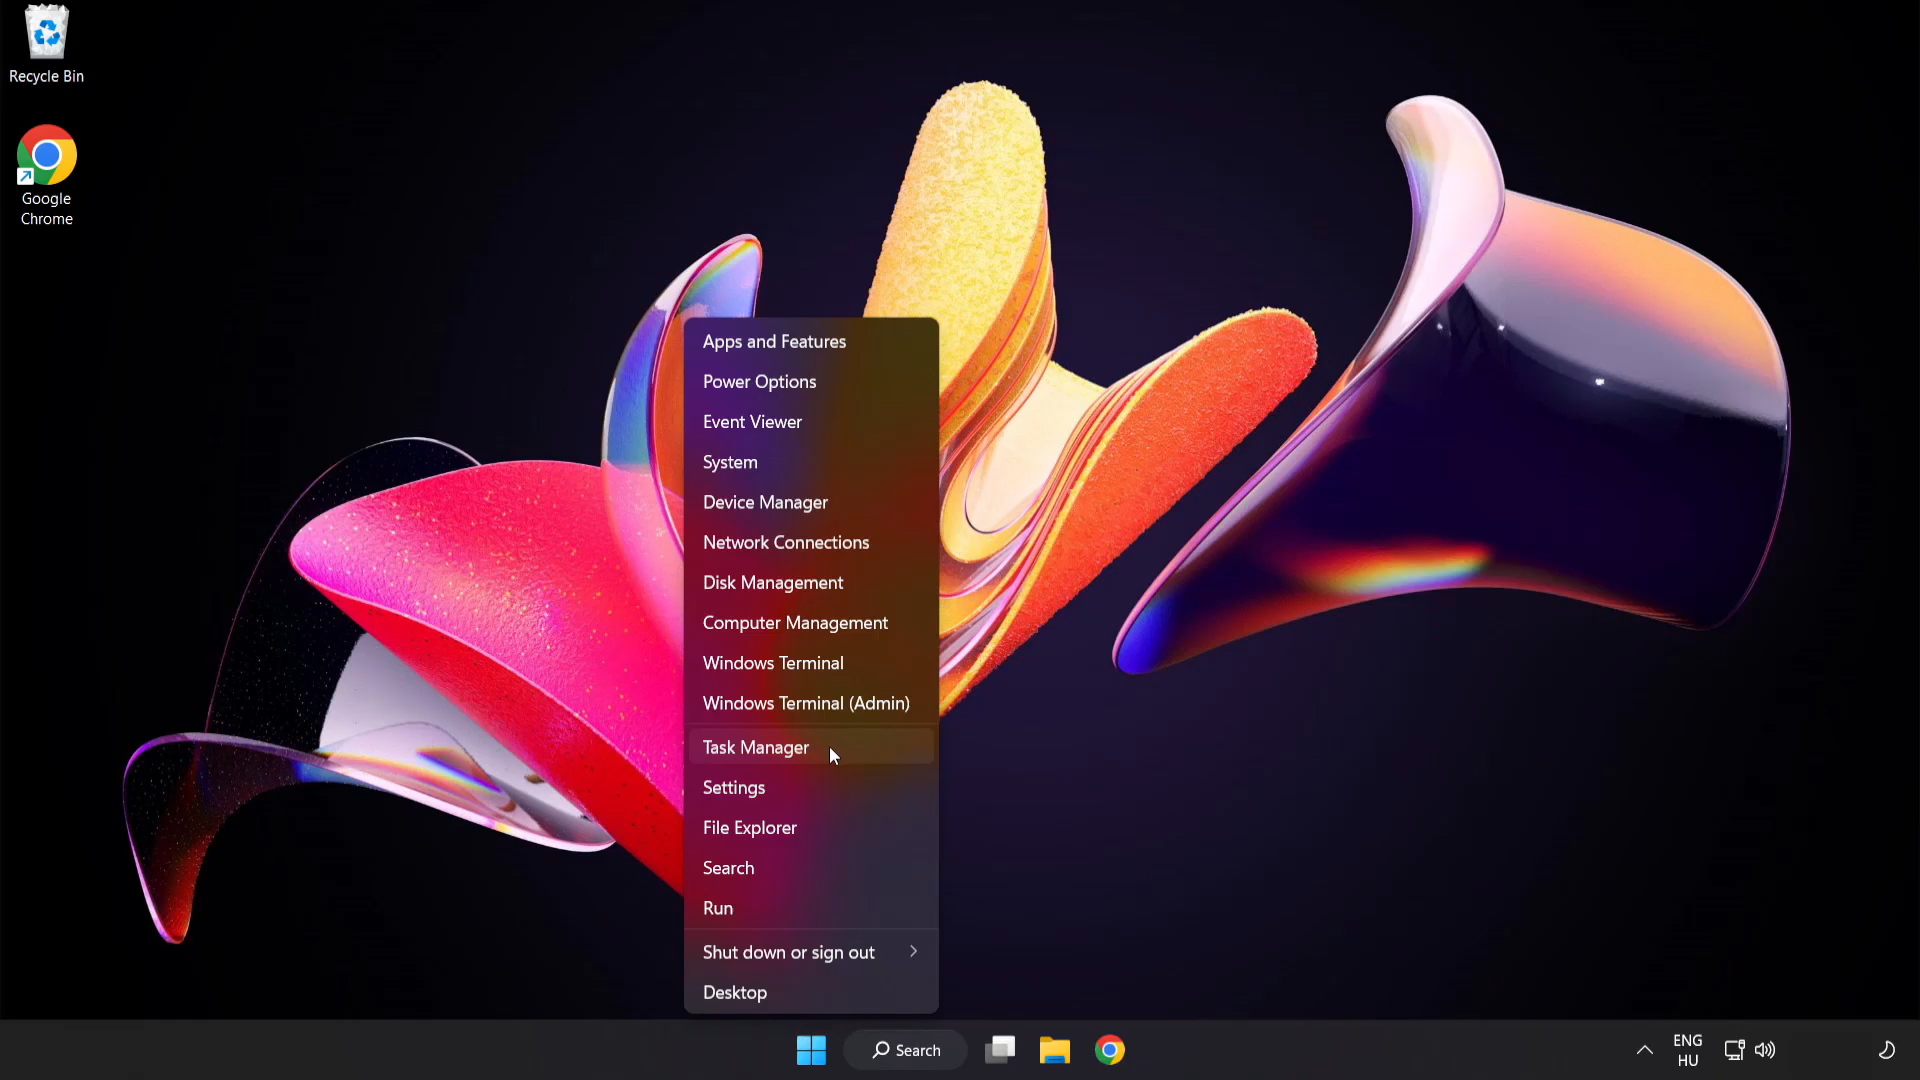 Recycle Bin
Google
Chrome
Apps and Features
Power Options
Event Viewer
System
Device Manager
Network Connections
Disk Management
Computer Management
Windows Terminal
Windows Terminal (Admin)
Task Manager
Settings
File Explorer
Search
Run
Shut down or sign out
Desktop
Search
ENG
HU